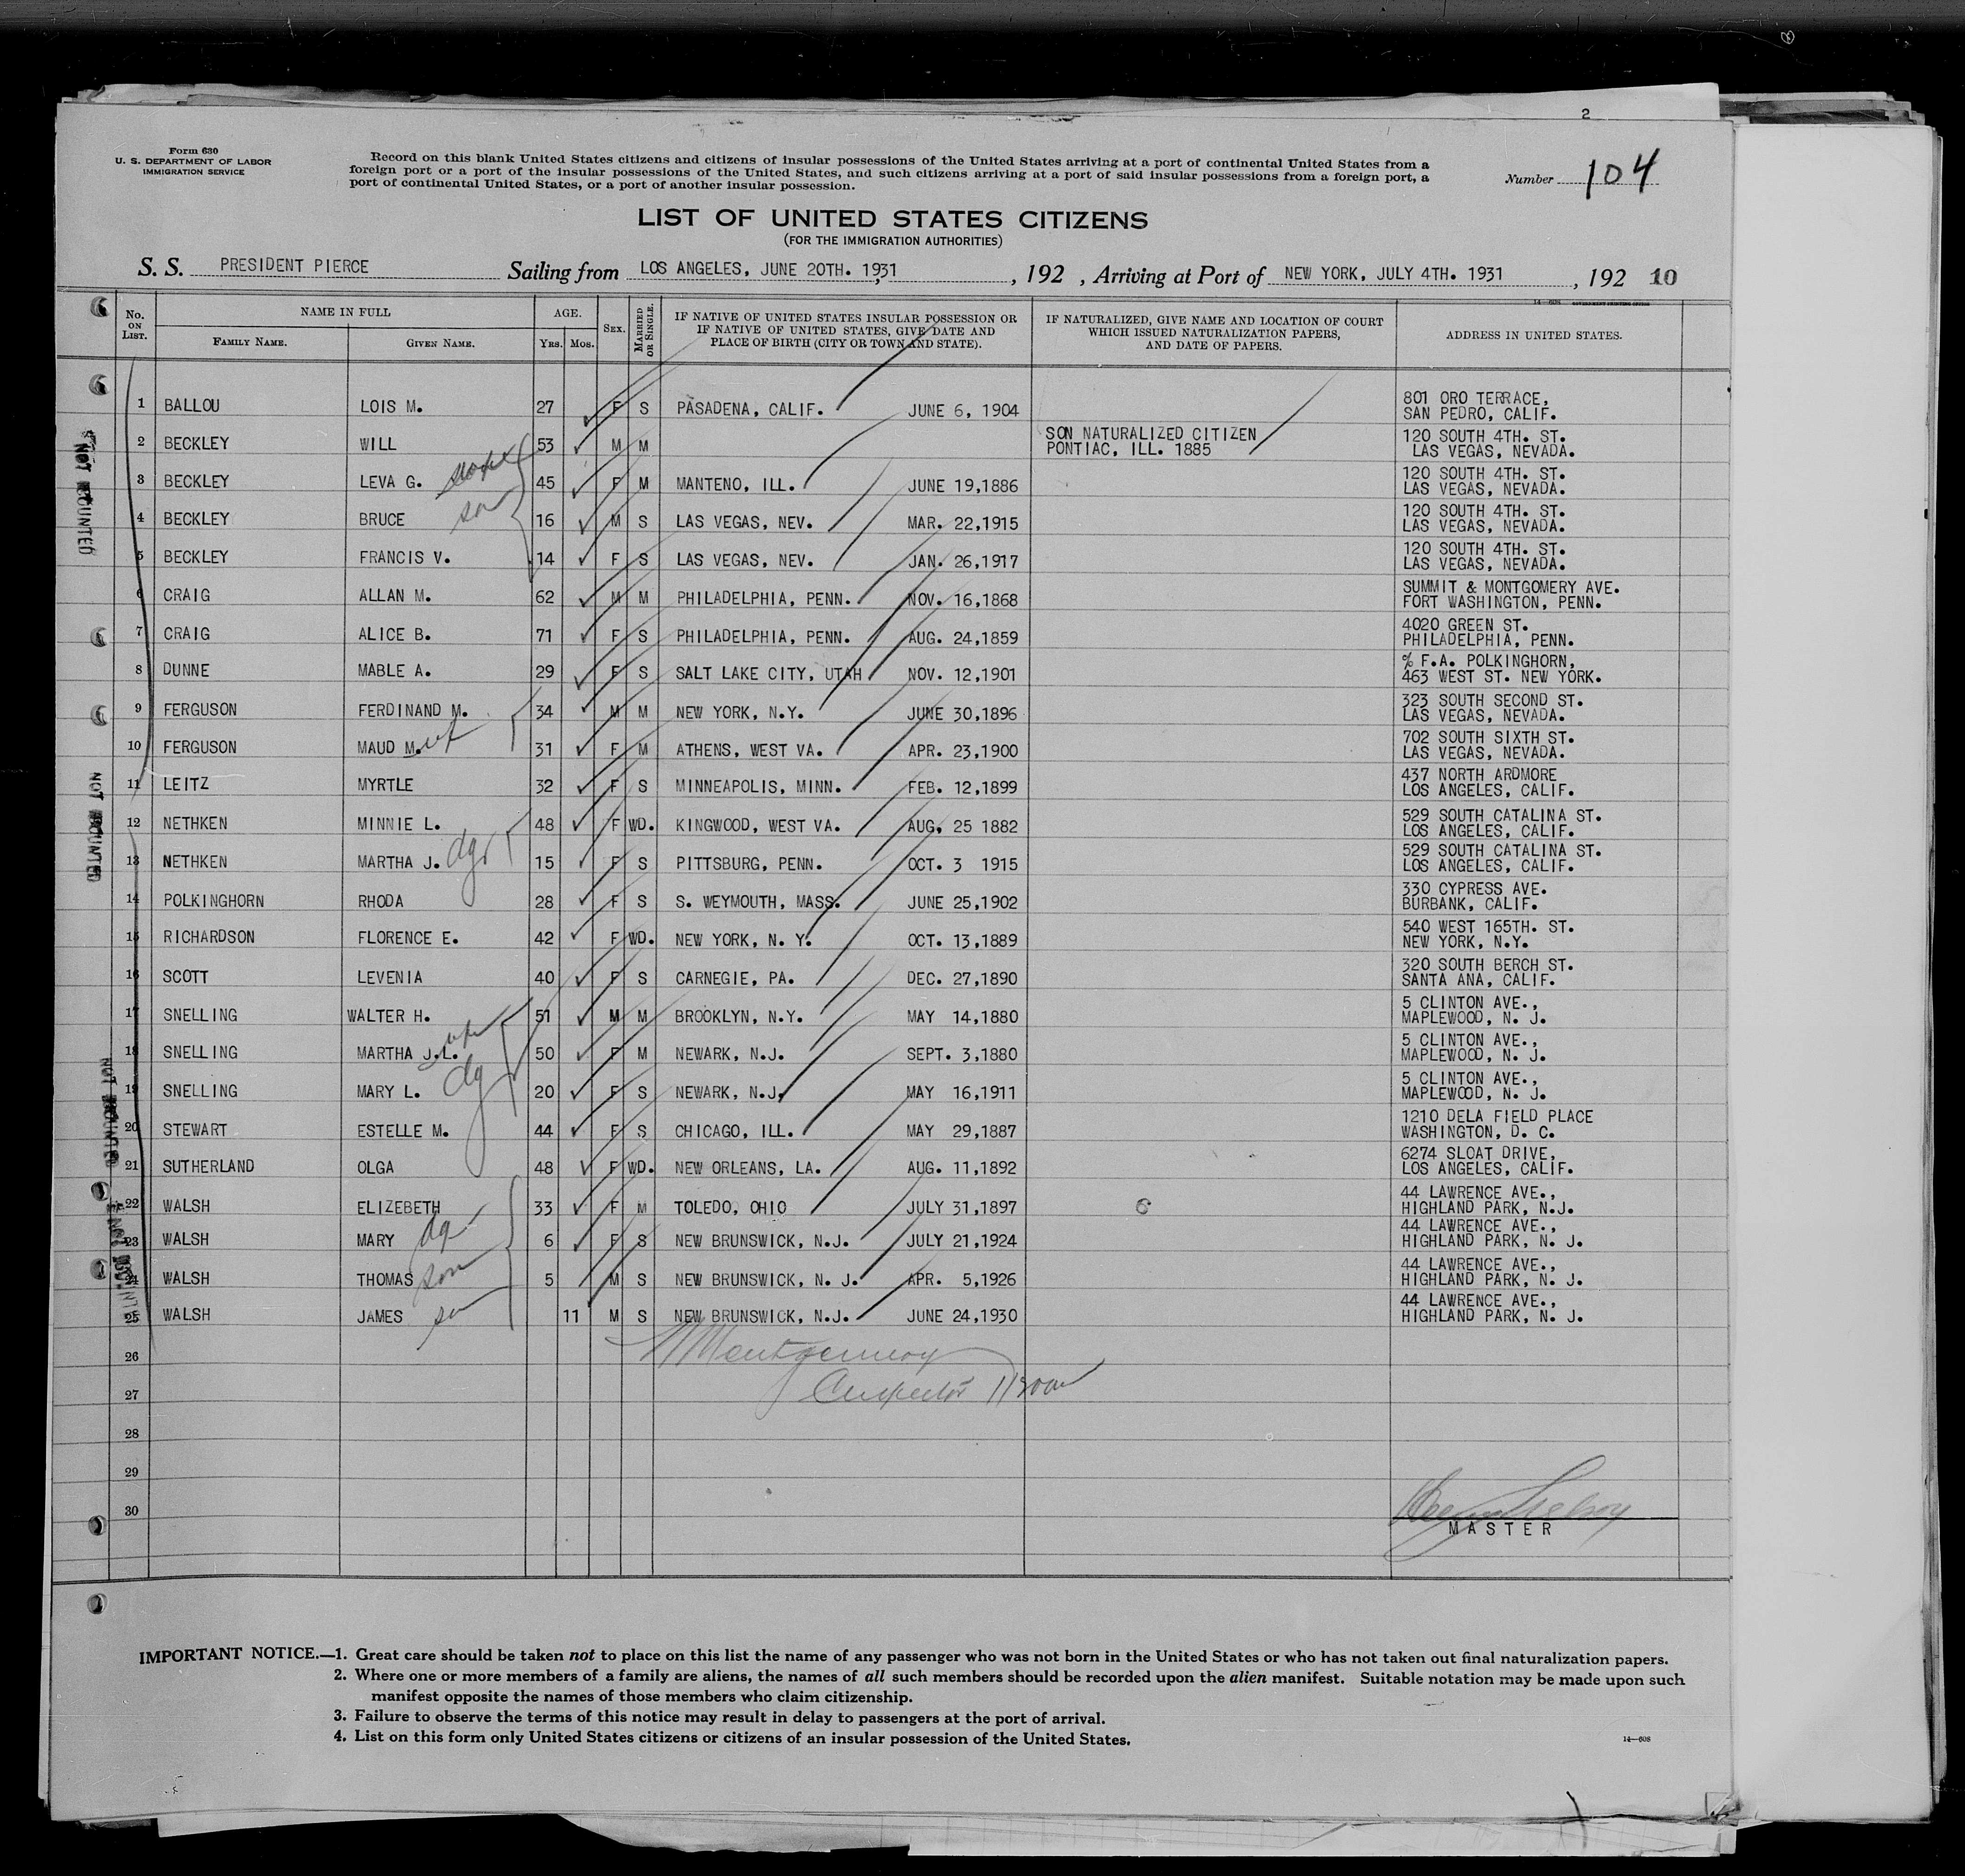 2
Form 630
U. S. DEPARTMENT OF LABOR
IMMIGRATION SERVICE
Record on this blank United States citizens and citizens of insular possessions of the United States arriving at a port of continental United States from a
foreign port or a port of the insular possessions of the United States, and such citizens arriving at a port of said insular possessions from a foreign port, a
port of continental United States, or a port of another insular possession.
Number 104
LIST OF UNITED STATES CITIZENS
(FOR THE IMMIGRATION AUTHORITIES)
S. S. PRESIDENT PIERCE Sailing from LOS ANGELES, JUNE 20TH. 1931, , 192 , Arriving at Port of NEW YORK, JULY 4TH. 1931 , 192 10
No. ON LIST. NAME IN FULL FAMILY NAME. GIVEN NAME. AGE. YRS. MOS. SEX. MARRIED OR SINGLE. IF NATIVE OF UNITED STATES INSULAR POSSESSION OR IF NATIVE OF UNITED STATES, GIVE DATE AND PLACE OF BIRTH (CITY OR TOWN AND STATE). IF NATURALIZED, GIVE NAME AND LOCATION OF COURT WHICH ISSUED NATURALIZATION PAPERS, AND DATE OF PAPERS. ADDRESS IN UNITED STATES.
1 BALLOU LOIS M. 27 F S PASADENA, CALIF. JUNE 6, 1904 801 ORO TERRACE, SAN PEDRO, CALIF.
2 BECKLEY WILL 53 M M SON NATURALIZED CITIZEN PONTIAC, ILL. 1885 120 SOUTH 4TH. ST. LAS VEGAS, NEVADA.
3 BECKLEY LEVA G. 45 F M MANTENO, ILL. JUNE 19,1886 120 SOUTH 4TH. ST. LAS VEGAS, NEVADA.
4 BECKLEY BRUCE son 16 M S LAS VEGAS, NEV. MAR. 22,1915 120 SOUTH 4TH. ST. LAS VEGAS, NEVADA.
5 BECKLEY FRANCIS V. 14 F S LAS VEGAS, NEV. JAN. 26,1917 120 SOUTH 4TH. ST. LAS VEGAS, NEVADA.
6 CRAIG ALLAN M. 62 M M PHILADELPHIA, PENN. NOV. 16,1868 SUMMIT & MONTGOMERY AVE. FORT WASHINGTON, PENN.
7 CRAIG ALICE B. 71 F S PHILADELPHIA, PENN. AUG. 24,1859 4020 GREEN ST. PHILADELPHIA, PENN.
8 DUNNE MABLE A. 29 F S SALT LAKE CITY, UTAH NOV. 12,1901 % F.A. POLKINGHORN, 463 WEST ST. NEW YORK.
9 FERGUSON FERDINAND M. 34 M M NEW YORK, N.Y. JUNE 30,1896 323 SOUTH SECOND ST. LAS VEGAS, NEVADA.
10 FERGUSON MAUD M. wf 31 F M ATHENS, WEST VA. APR. 23,1900 702 SOUTH SIXTH ST. LAS VEGAS, NEVADA.
11 LEITZ MYRTLE 32 F S MINNEAPOLIS, MINN. FEB. 12,1899 437 NORTH ARDMORE LOS ANGELES, CALIF.
12 NETHKEN MINNIE L. 48 F WD. KINGWOOD, WEST VA. AUG. 25 1882 529 SOUTH CATALINA ST. LOS ANGELES, CALIF.
13 NETHKEN MARTHA J. dg 15 F S PITTSBURG, PENN. OCT. 3 1915 529 SOUTH CATALINA ST. LOS ANGELES, CALIF.
14 POLKINGHORN RHODA 28 F S S. WEYMOUTH, MASS. JUNE 25,1902 330 CYPRESS AVE. BURBANK, CALIF.
15 RICHARDSON FLORENCE E. 42 F WD. NEW YORK, N. Y. OCT. 13,1889 540 WEST 165TH. ST. NEW YORK, N.Y.
16 SCOTT LEVENIA 40 F S CARNEGIE, PA. DEC. 27,1890 320 SOUTH BERCH ST. SANTA ANA, CALIF.
17 SNELLING WALTER H. 51 M M BROOKLYN, N.Y. MAY 14,1880 5 CLINTON AVE., MAPLEWOOD, N. J.
18 SNELLING MARTHA J.L. wf 50 F M NEWARK, N.J. SEPT. 3,1880 5 CLINTON AVE., MAPLEWOOD, N. J.
19 SNELLING MARY L. dg 20 F S NEWARK, N.J. MAY 16,1911 5 CLINTON AVE., MAPLEWOOD, N. J.
20 STEWART ESTELLE M. 44 F S CHICAGO, ILL. MAY 29,1887 1210 DELA FIELD PLACE WASHINGTON, D. C.
21 SUTHERLAND OLGA 48 F WD. NEW ORLEANS, LA. AUG. 11,1892 6274 SLOAT DRIVE, LOS ANGELES, CALIF.
22 WALSH ELIZEBETH 33 F M TOLEDO, OHIO JULY 31,1897 44 LAWRENCE AVE., HIGHLAND PARK, N.J.
23 WALSH MARY dg 6 F S NEW BRUNSWICK, N.J. JULY 21,1924 44 LAWRENCE AVE., HIGHLAND PARK, N. J.
24 WALSH THOMAS son 5 M S NEW BRUNSWICK, N. J. APR. 5,1926 44 LAWRENCE AVE., HIGHLAND PARK, N. J.
25 WALSH JAMES son 11 M S NEW BRUNSWICK, N.J. JUNE 24,1930 44 LAWRENCE AVE., HIGHLAND PARK, N. J.
26 Montgomery
27 Inspector
28
29
30
MASTER
NOT COUNTED
NOT COUNTED
NOT COUNTED
IMPORTANT NOTICE.—1. Great care should be taken not to place on this list the name of any passenger who was not born in the United States or who has not taken out final naturalization papers.
2. Where one or more members of a family are aliens, the names of all such members should be recorded upon the alien manifest. Suitable notation may be made upon such
manifest opposite the names of those members who claim citizenship.
3. Failure to observe the terms of this notice may result in delay to passengers at the port of arrival.
4. List on this form only United States citizens or citizens of an insular possession of the United States.
14—608